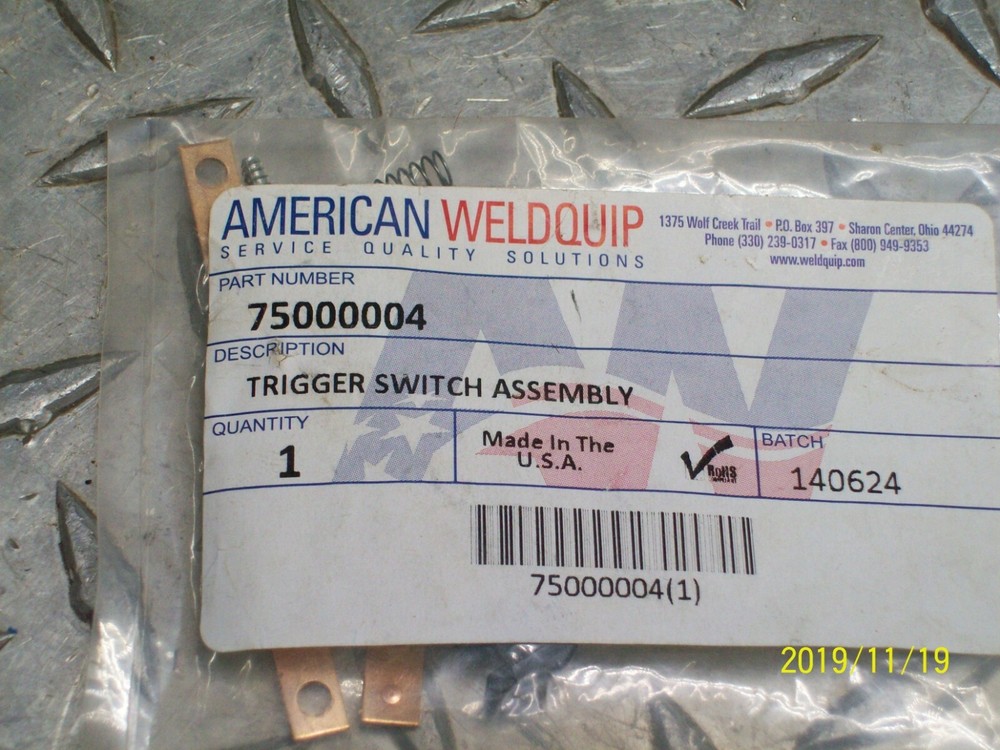 AMERICAN WELDQUIP
SERVICE QUALITY SOLUTIONS
1375 Wolf Creek Trail • P.O. Box 397 • Sharon Center, Ohio 44274
Phone (330) 239-0317 • Fax (800) 949-9353
www.weldquip.com
PART NUMBER
75000004
DESCRIPTION
TRIGGER SWITCH ASSEMBLY
QUANTITY
1
Made In The
U.S.A.
RoHS
BATCH
140624
75000004(1)
2019/11/19